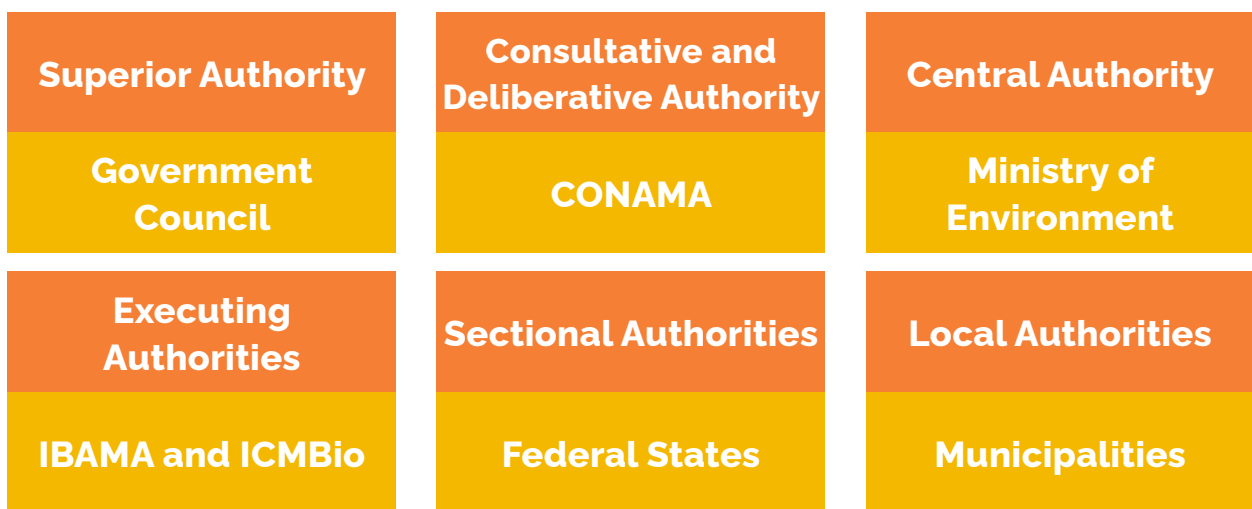 Superior Authority
Government
Council
Consultative and
Deliberative Authority
CONAMA
Central Authority
Ministry of
Environment
Executing
Authorities
IBAMA and ICMBio
Sectional Authorities
Federal States
Local Authorities
Municipalities